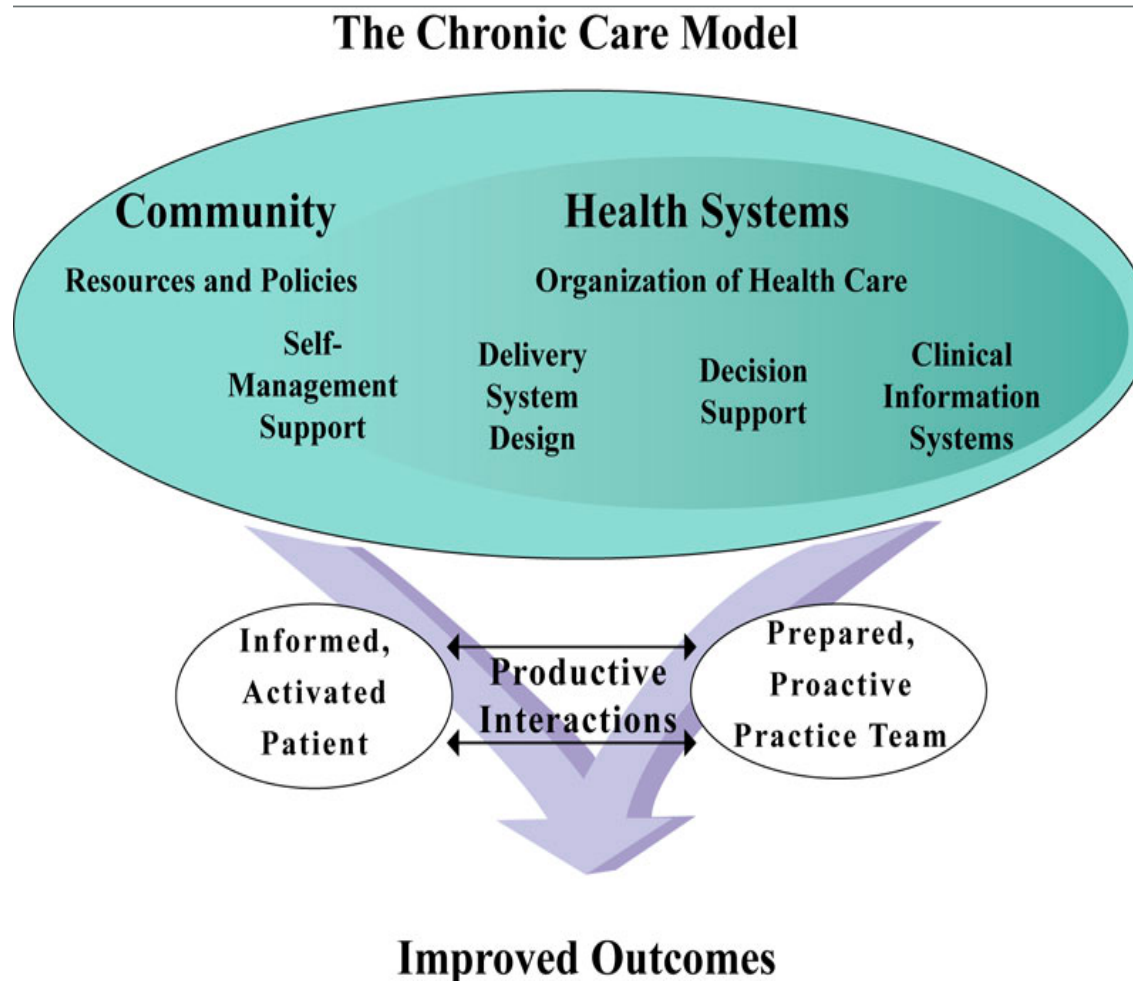 The Chronic Care Model
Community
Health Systems
Resources and Policies
Organization of Health Care
Self-
Management
Support
Delivery
System
Design
Decision
Support
Clinical
Information
Systems
Informed,
Activated
Patient
Productive
Interactions
Prepared,
Proactive
Practice Team
Improved Outcomes